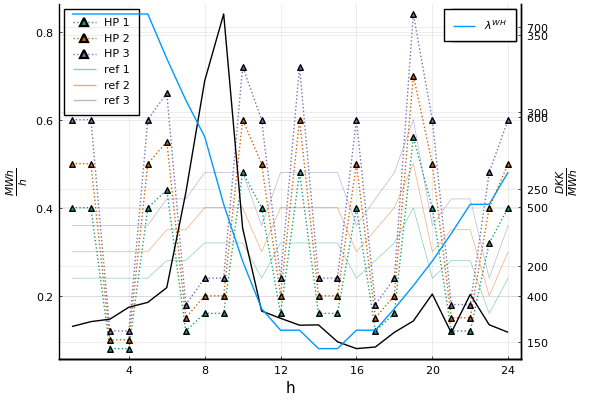 HP 1
HP 2
HP 3
ref 1
ref 2
ref 3
λ^WH
0.8
0.6
0.4
0.2
MWh
h
700
350
300
600
250
500
200
400
150
DKK
MWh
4 8 12 16 20 24
h